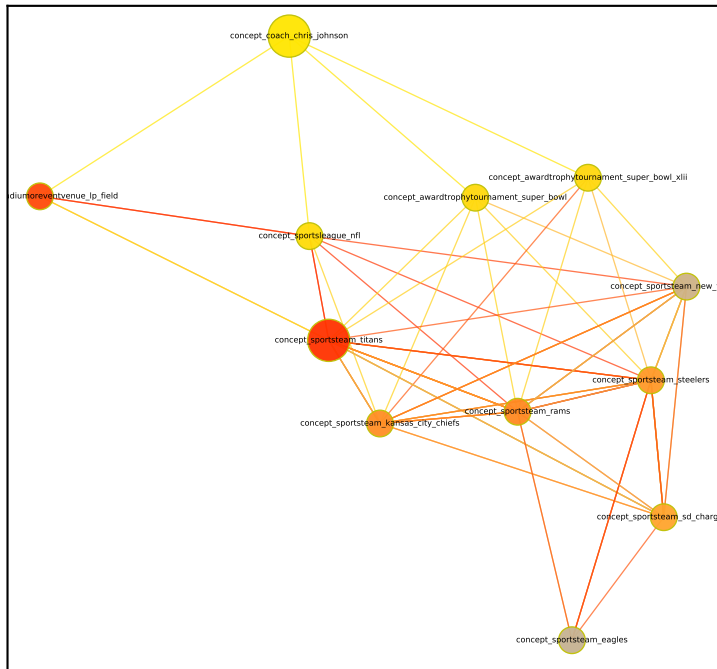 concept_coach_chris_johnson
concept_awardtrophytournament_super_bowl_xlii
diumoreventvenue_lp_field
concept_awardtrophytournament_super_bowl
concept_sportsleague_nfl
concept_sportsteam_new_
concept_sportsteam_titans
concept_sportsteam_steelers
concept_sportsteam_rams
concept_sportsteam_kansas_city_chiefs
concept_sportsteam_sd_charg
concept_sportsteam_eagles